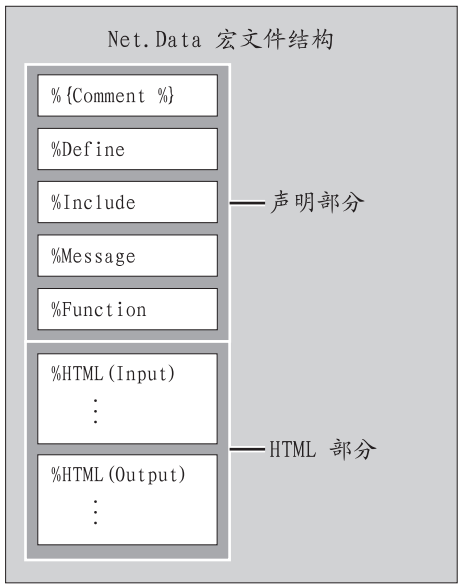 Net.Data 宏文件结构
%{Comment %}
%Define
%Include
声明部分
%Message
%Function
%HTML(Input)
⋮
HTML 部分
%HTML(Output)
⋮